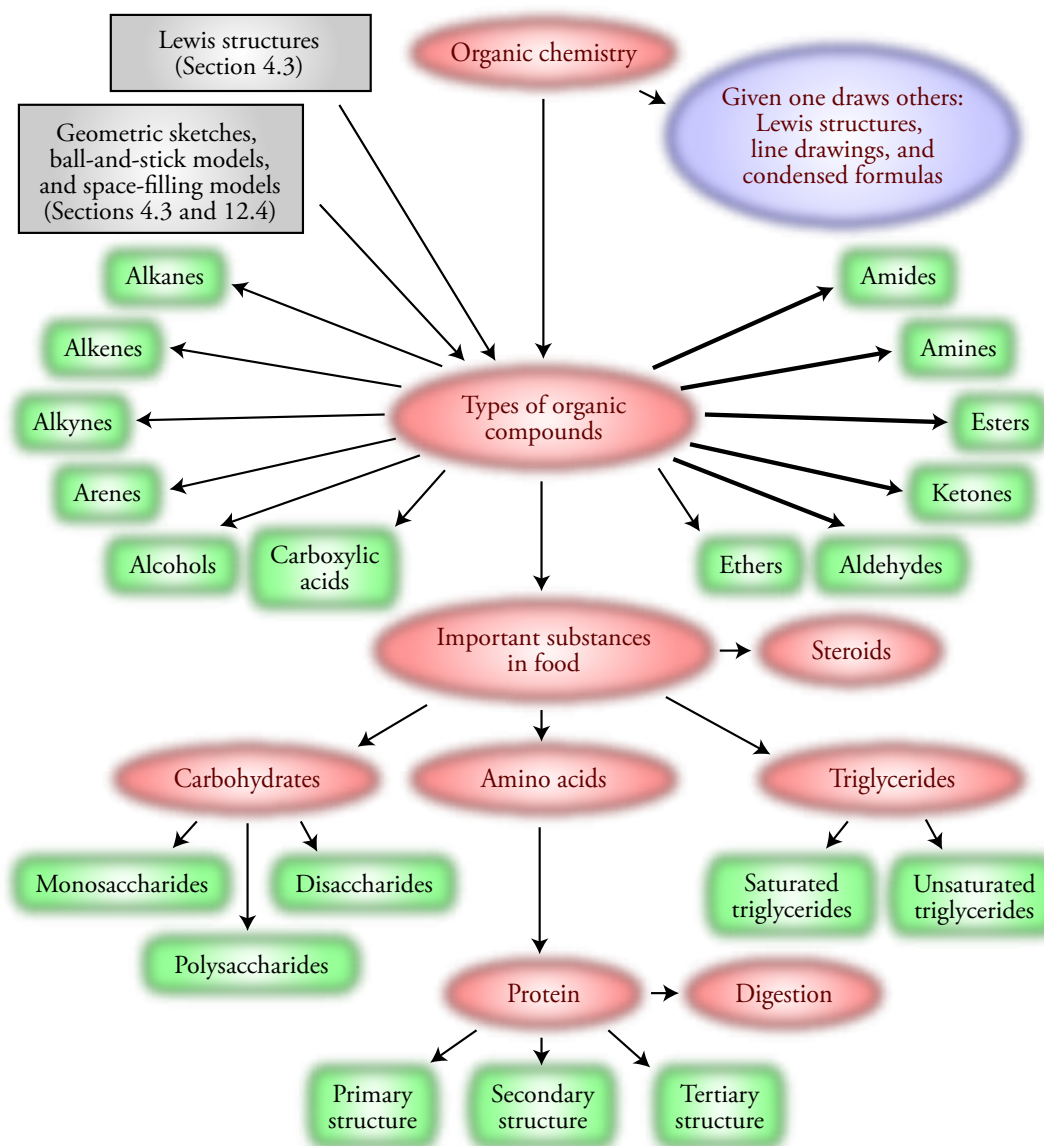 Lewis structures
(Section 4.3)
Organic chemistry
Given one draws others:
Lewis structures,
line drawings, and
condensed formulas
Geometric sketches,
ball-and-stick models,
and space-filling models
(Sections 4.3 and 12.4)
Alkanes
Amides
Alkenes
Amines
Types of organic
compounds
Alkynes
Esters
Arenes
Ketones
Alcohols
Carboxylic
acids
Ethers
Aldehydes
Important substances
in food
Steroids
Carbohydrates
Amino acids
Triglycerides
Monosaccharides
Disaccharides
Saturated
triglycerides
Unsaturated
triglycerides
Polysaccharides
Protein
Digestion
Primary
structure
Secondary
structure
Tertiary
structure